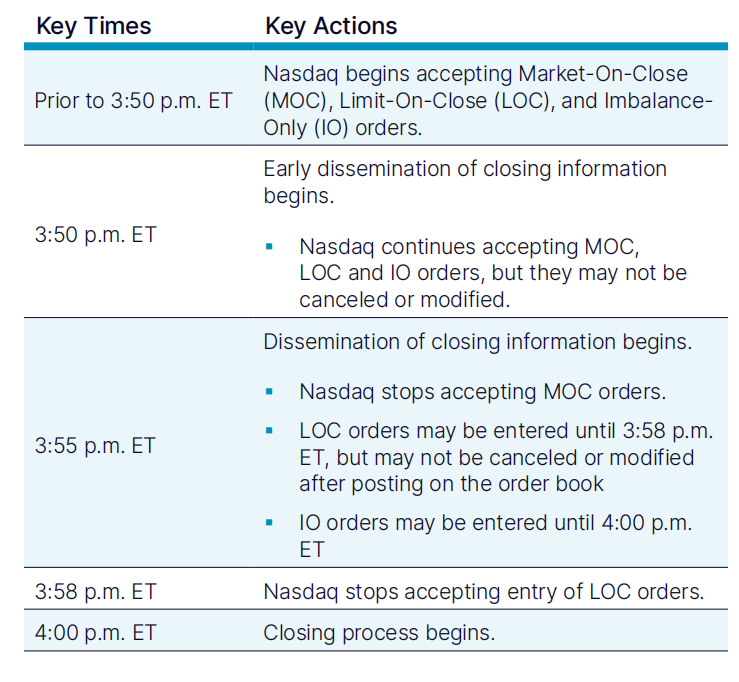 Key Times Key Actions
Prior to 3:50 p.m. ET
Nasdaq begins accepting Market-On-Close
(MOC), Limit-On-Close (LOC), and Imbalance-
Only (IO) orders.
3:50 p.m. ET
Early dissemination of closing information
begins.
▪ Nasdaq continues accepting MOC,
LOC and IO orders, but they may not be
canceled or modified.
3:55 p.m. ET
Dissemination of closing information begins.
▪ Nasdaq stops accepting MOC orders.
▪ LOC orders may be entered until 3:58 p.m.
ET, but may not be canceled or modified
after posting on the order book
▪ IO orders may be entered until 4:00 p.m.
ET
3:58 p.m. ET Nasdaq stops accepting entry of LOC orders.
4:00 p.m. ET Closing process begins.